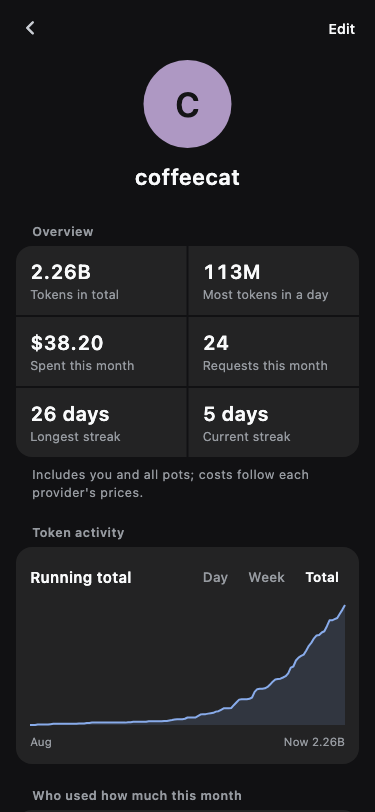 Edit
C
coffeecat
Overview
2.26B
Tokens in total
113M
Most tokens in a day
$38.20
Spent this month
24
Requests this month
26 days
Longest streak
5 days
Current streak
Includes you and all pots; costs follow each
provider's prices.
Token activity
Running total
Day
Week
Total
Aug
Now 2.26B
Who used how much this month